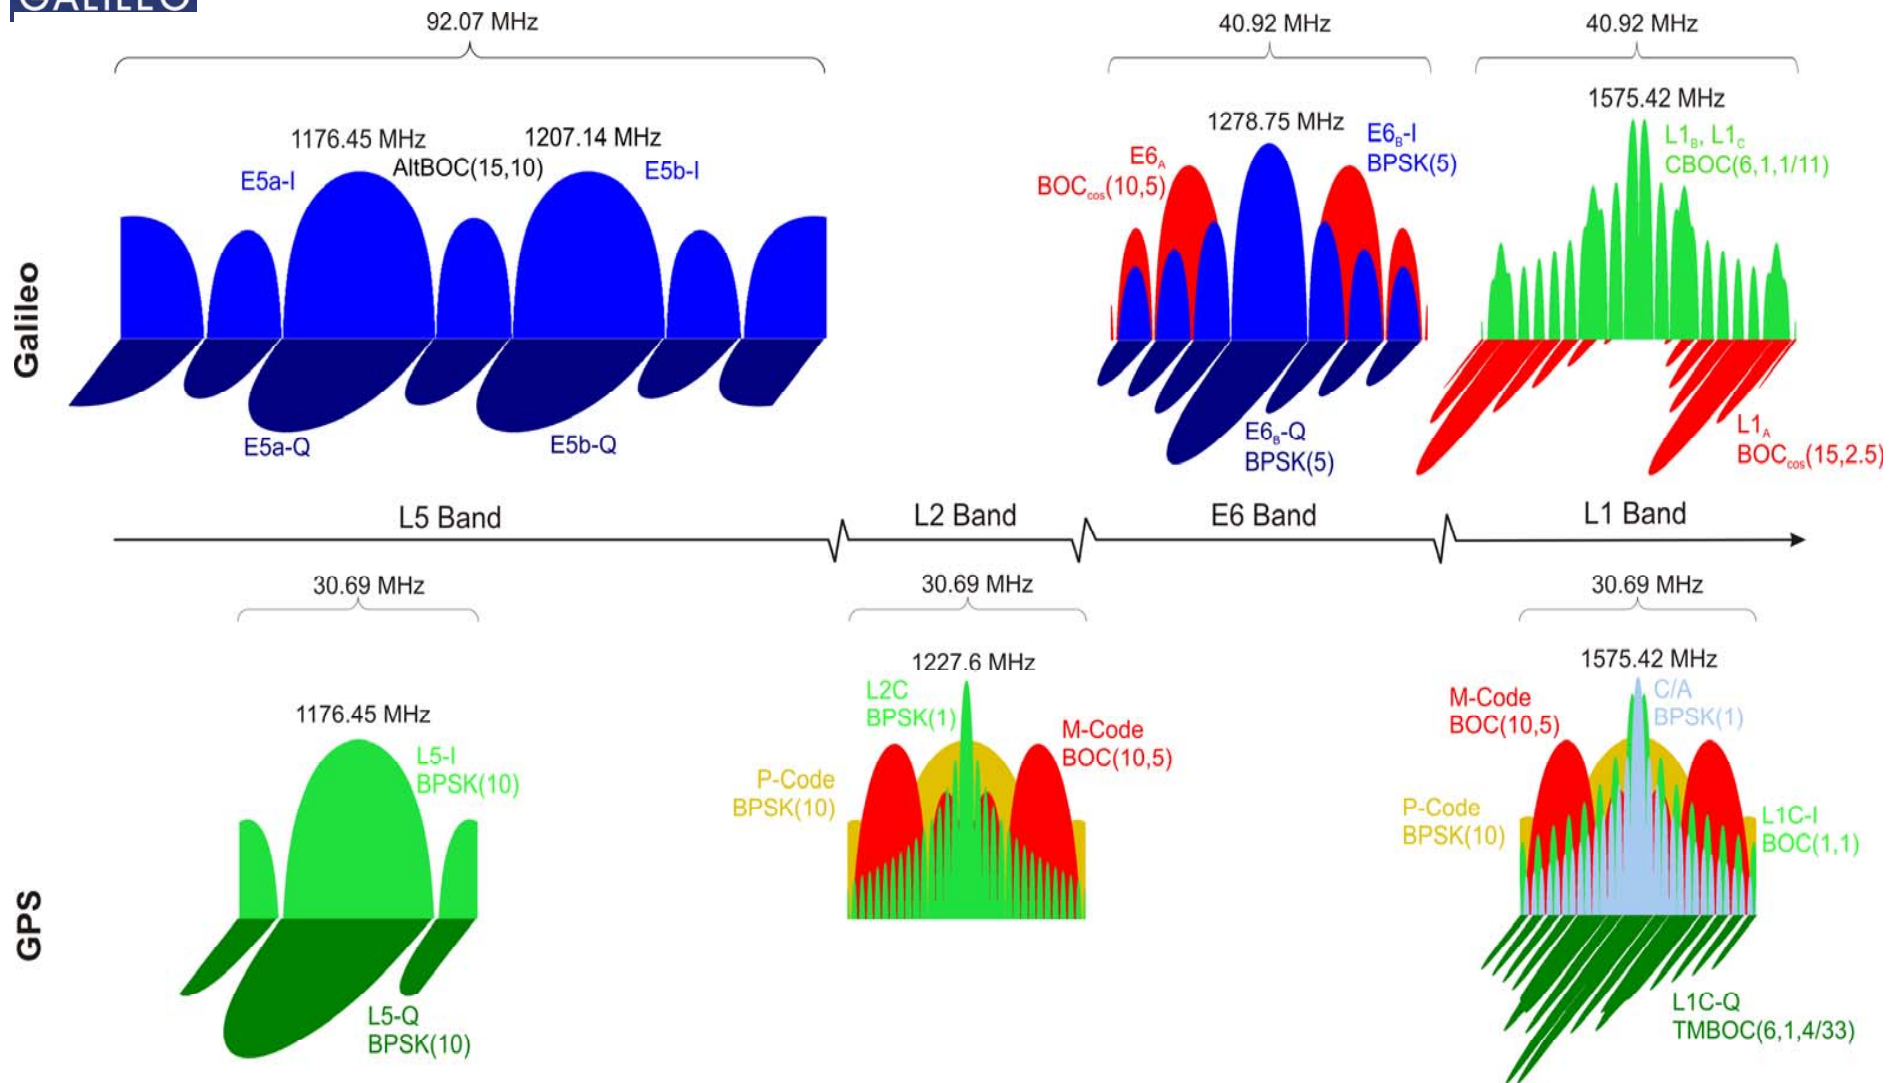 GALILEO
92.07 MHz
40.92 MHz
40.92 MHz
1176.45 MHz
1207.14 MHz
AltBOC(15,10)
E5a-I
E5b-I
1278.75 MHz
E6A
BOCcos(10,5)
E6B-I
BPSK(5)
1575.42 MHz
L1B, L1C
CBOC(6,1,1/11)
Galileo
E5a-Q
E5b-Q
E6B-Q
BPSK(5)
L1A
BOCcos(15,2.5)
L5 Band
L2 Band
E6 Band
L1 Band
30.69 MHz
30.69 MHz
30.69 MHz
1176.45 MHz
L5-I
BPSK(10)
1227.6 MHz
L2C
BPSK(1)
M-Code
BOC(10,5)
P-Code
BPSK(10)
1575.42 MHz
M-Code
BOC(10,5)
C/A
BPSK(1)
P-Code
BPSK(10)
L1C-I
BOC(1,1)
GPS
L5-Q
BPSK(10)
L1C-Q
TMBOC(6,1,4/33)